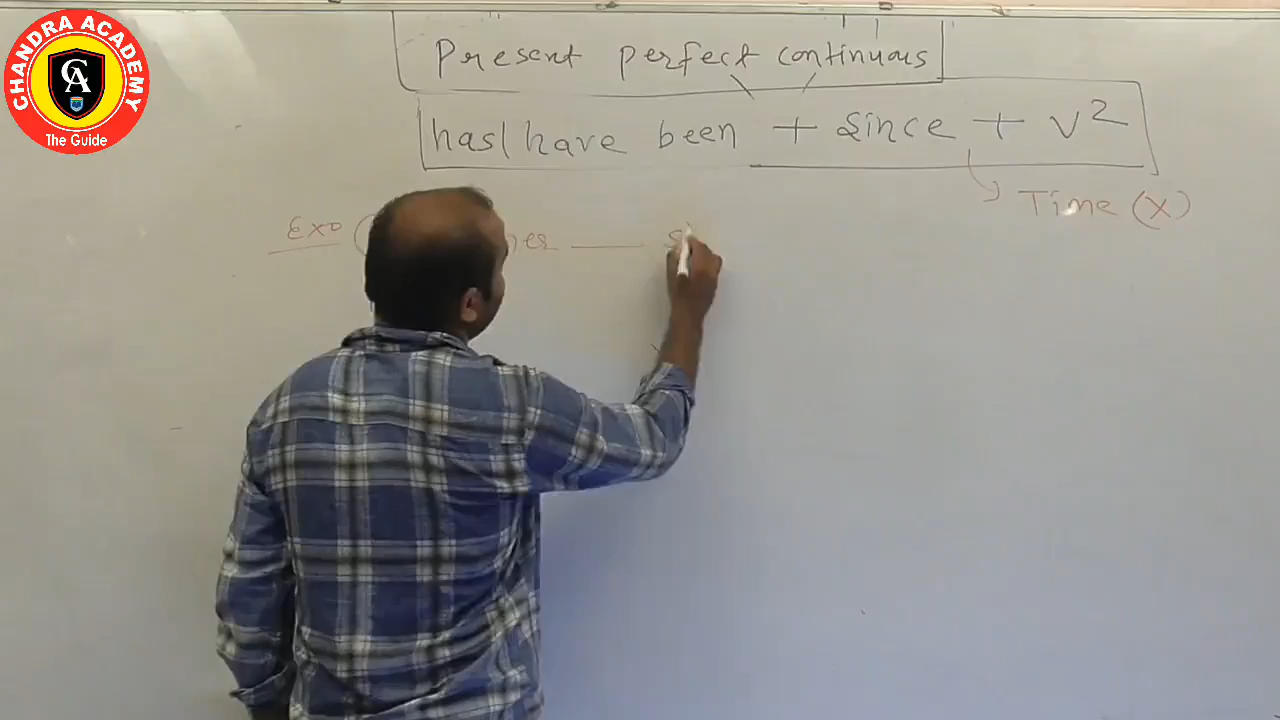 CHANDRA ACADEMY
CA
The Guide
Present perfect continuous
has/have been + since + v²
Time (x)
Exo